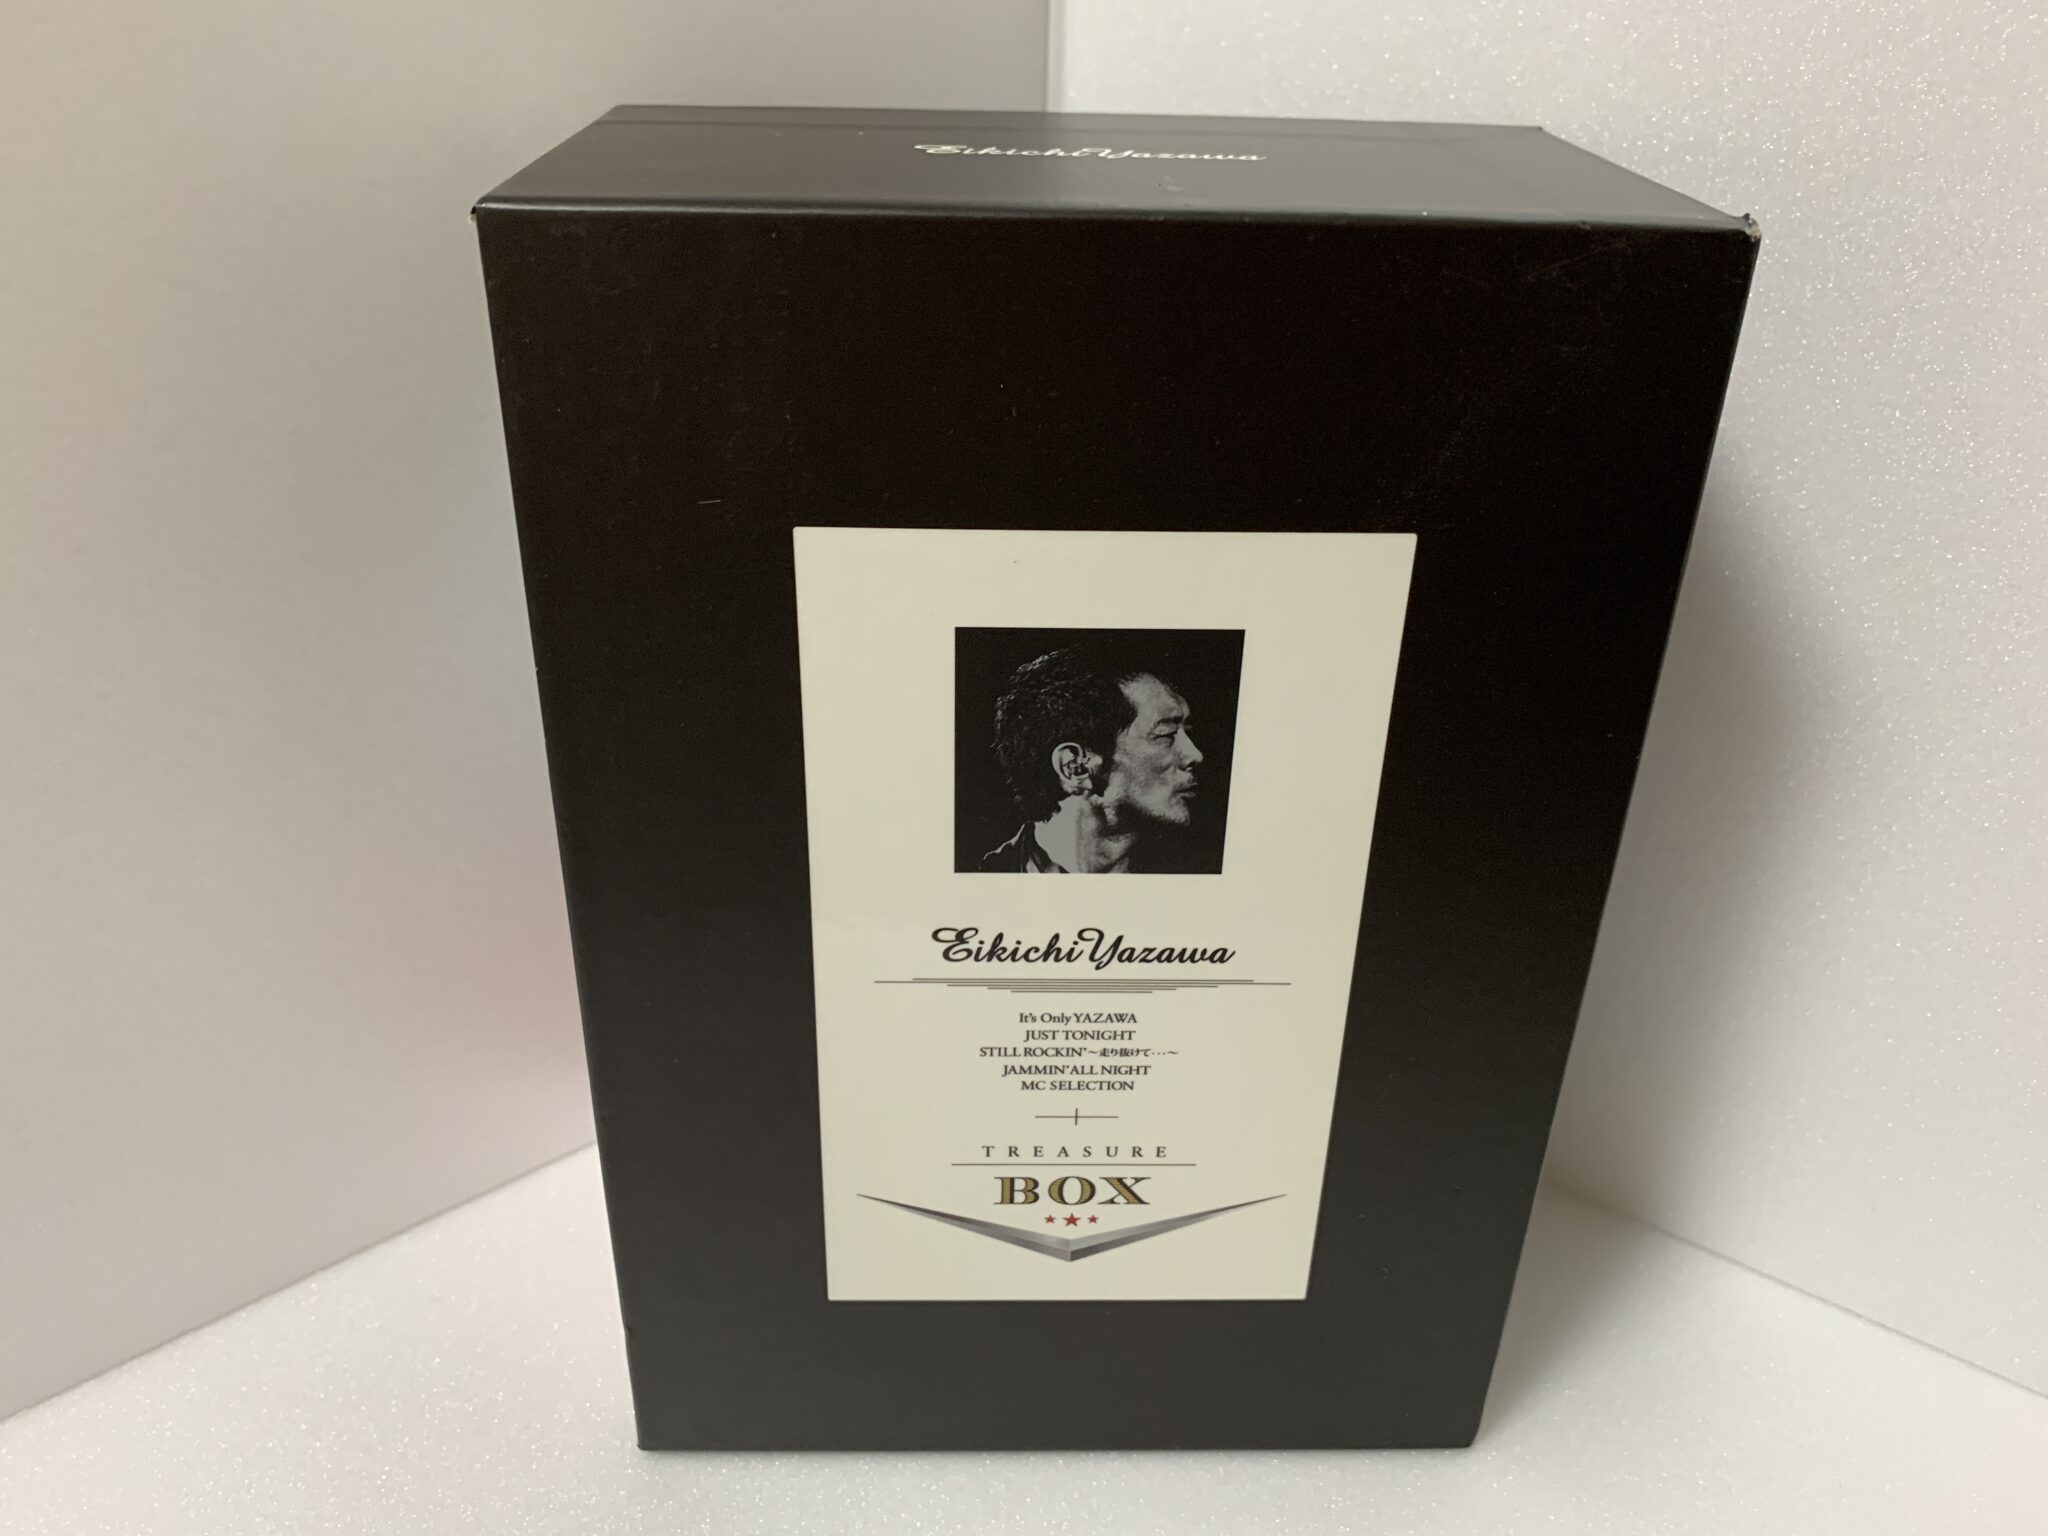 Eikichi Yazawa
Eikichi Yazawa
It's Only YAZAWA
JUST TONIGHT
STILL ROCKIN'～走り抜けて…～
JAMMIN' ALL NIGHT
MC SELECTION
TREASURE
BOX